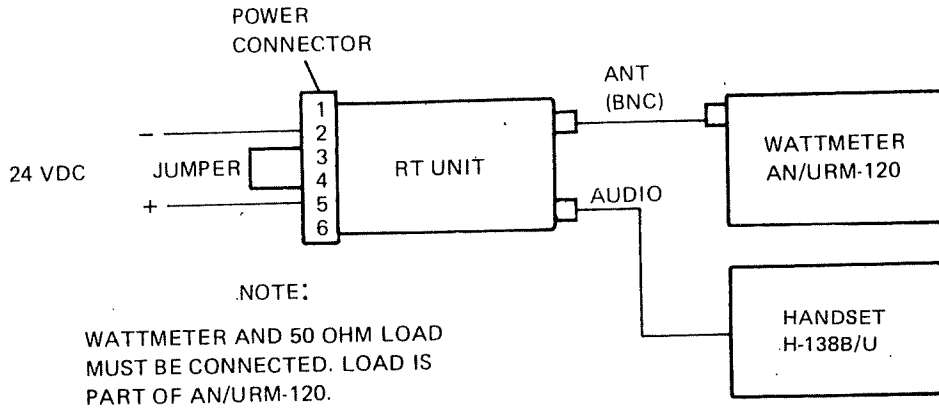 POWER
CONNECTOR
1
2
3
4
5
6
−
24 VDC
JUMPER
+
RT UNIT
ANT
(BNC)
AUDIO
WATTMETER
AN/URM-120
HANDSET
H-138B/U
NOTE:
WATTMETER AND 50 OHM LOAD
MUST BE CONNECTED. LOAD IS
PART OF AN/URM-120.